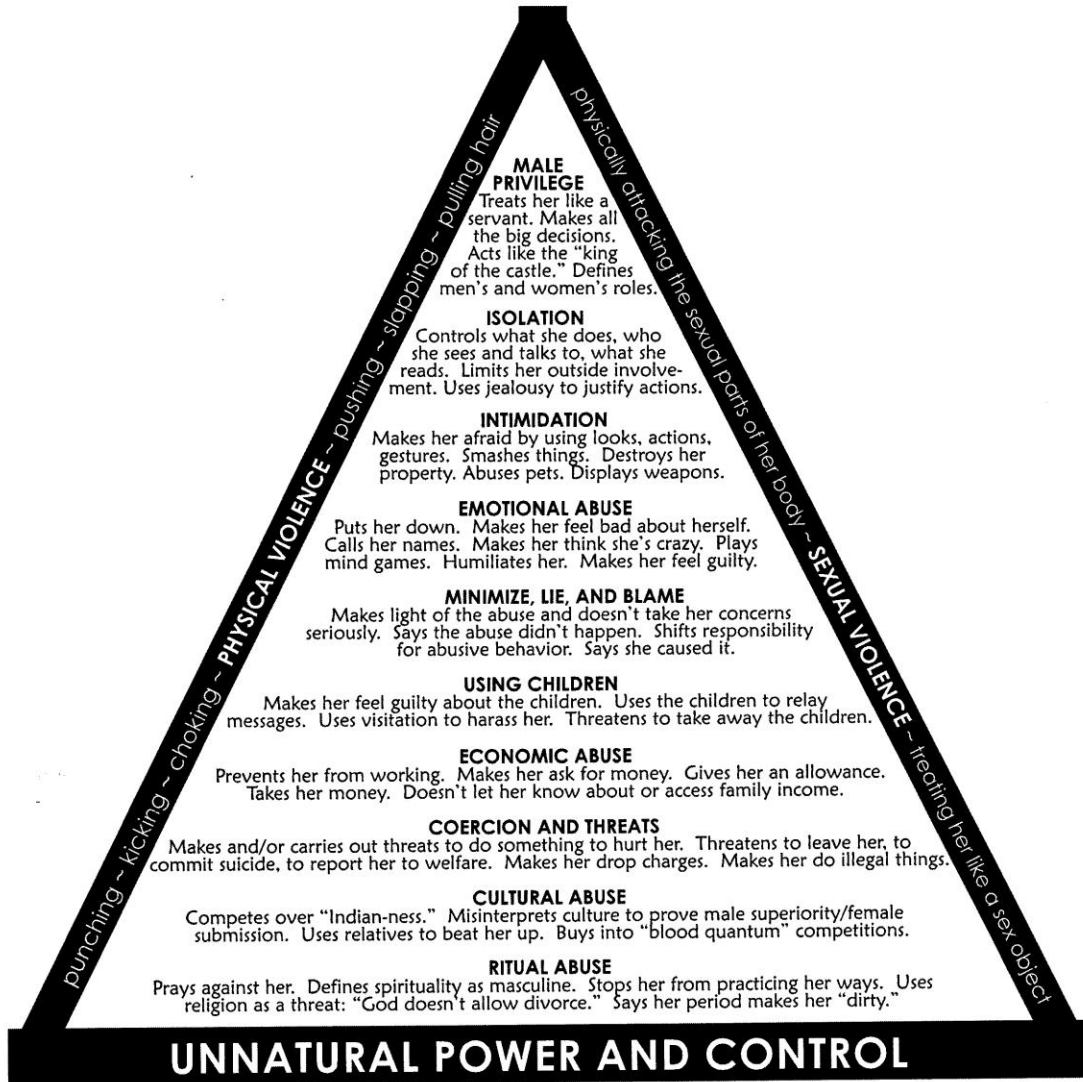 punching ~ kicking ~ choking ~ PHYSICAL VIOLENCE ~ pushing ~ slapping ~ pulling hair
physically attacking the sexual parts of her body ~ SEXUAL VIOLENCE ~ treating her like a sex object
MALE
PRIVILEGE
Treats her like a
servant. Makes all
the big decisions.
Acts like the “king
of the castle.” Defines
men’s and women’s roles.
ISOLATION
Controls what she does, who
she sees and talks to, what she
reads. Limits her outside involve-
ment. Uses jealousy to justify actions.
INTIMIDATION
Makes her afraid by using looks, actions,
gestures. Smashes things. Destroys her
property. Abuses pets. Displays weapons.
EMOTIONAL ABUSE
Puts her down. Makes her feel bad about herself.
Calls her names. Makes her think she’s crazy. Plays
mind games. Humiliates her. Makes her feel guilty.
MINIMIZE, LIE, AND BLAME
Makes light of the abuse and doesn’t take her concerns
seriously. Says the abuse didn’t happen. Shifts responsibility
for abusive behavior. Says she caused it.
USING CHILDREN
Makes her feel guilty about the children. Uses the children to relay
messages. Uses visitation to harass her. Threatens to take away the children.
ECONOMIC ABUSE
Prevents her from working. Makes her ask for money. Gives her an allowance.
Takes her money. Doesn’t let her know about or access family income.
COERCION AND THREATS
Makes and/or carries out threats to do something to hurt her. Threatens to leave her, to
commit suicide, to report her to welfare. Makes her drop charges. Makes her do illegal things.
CULTURAL ABUSE
Competes over “Indian-ness.” Misinterprets culture to prove male superiority/female
submission. Uses relatives to beat her up. Buys into “blood quantum” competitions.
RITUAL ABUSE
Prays against her. Defines spirituality as masculine. Stops her from practicing her ways. Uses
religion as a threat: “God doesn’t allow divorce.” Says her period makes her “dirty.”
UNNATURAL POWER AND CONTROL